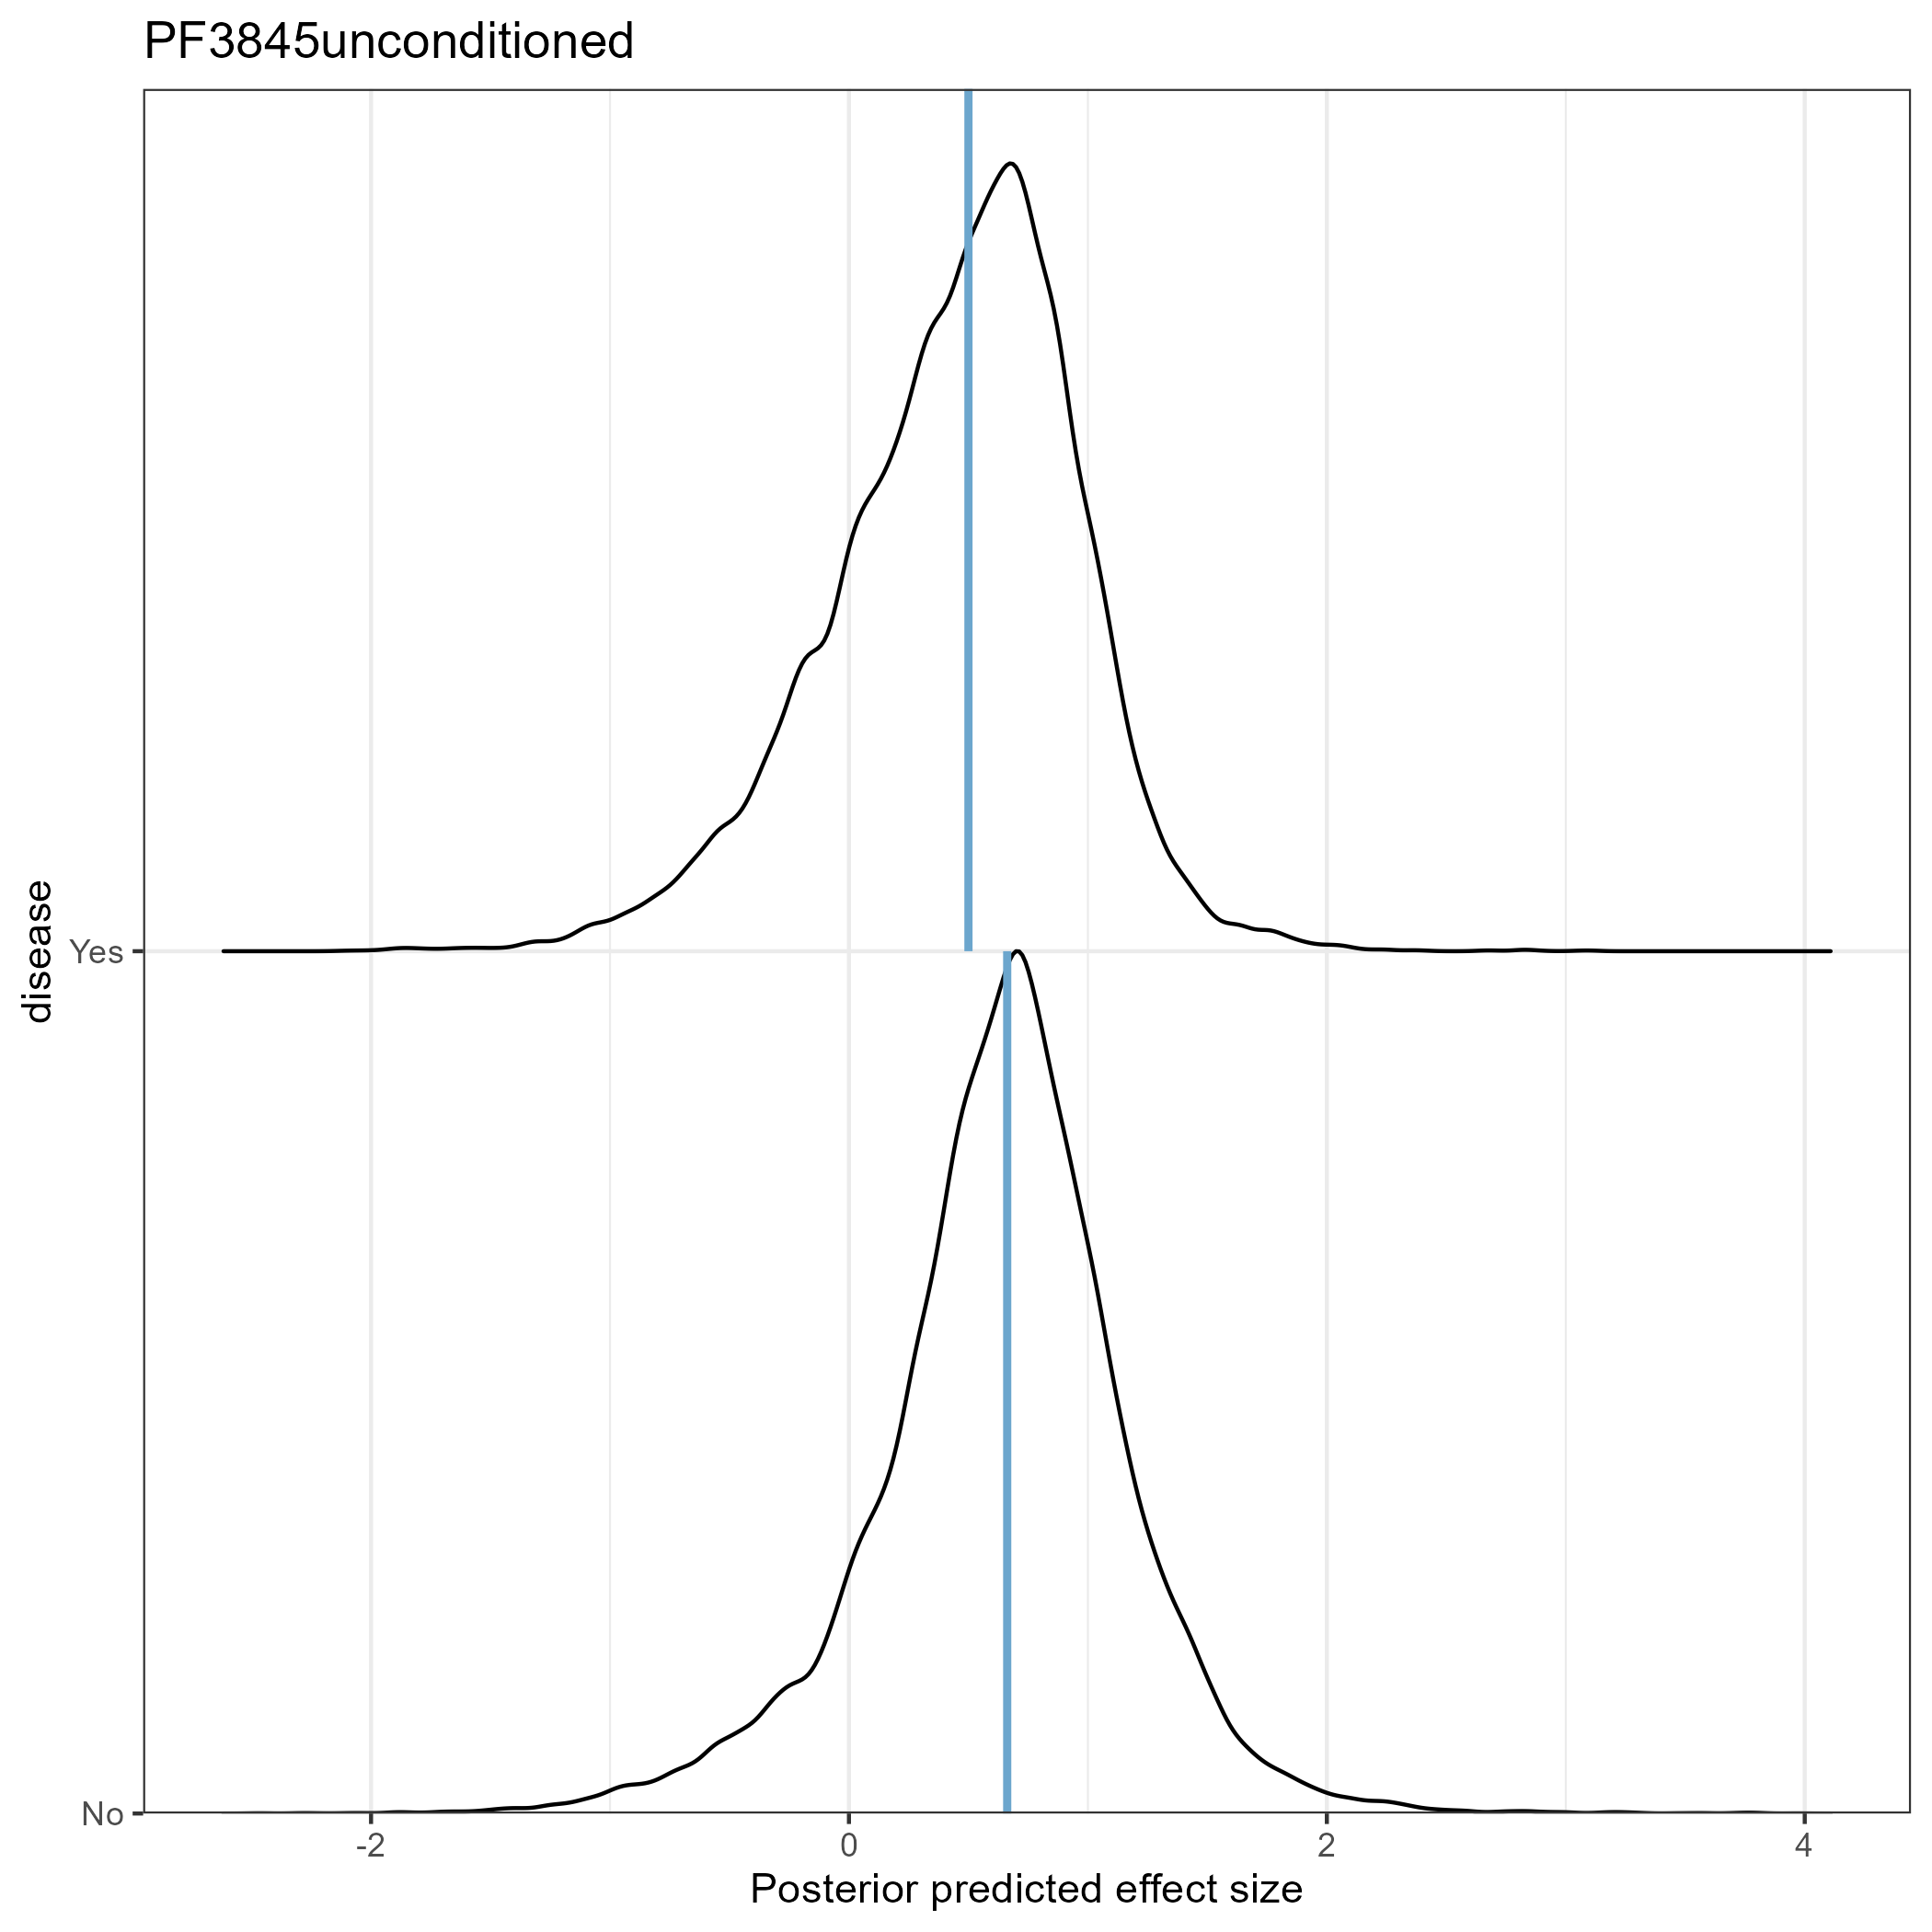 PF3845unconditioned
disease
Yes
No
-2 0 2 4
Posterior predicted effect size